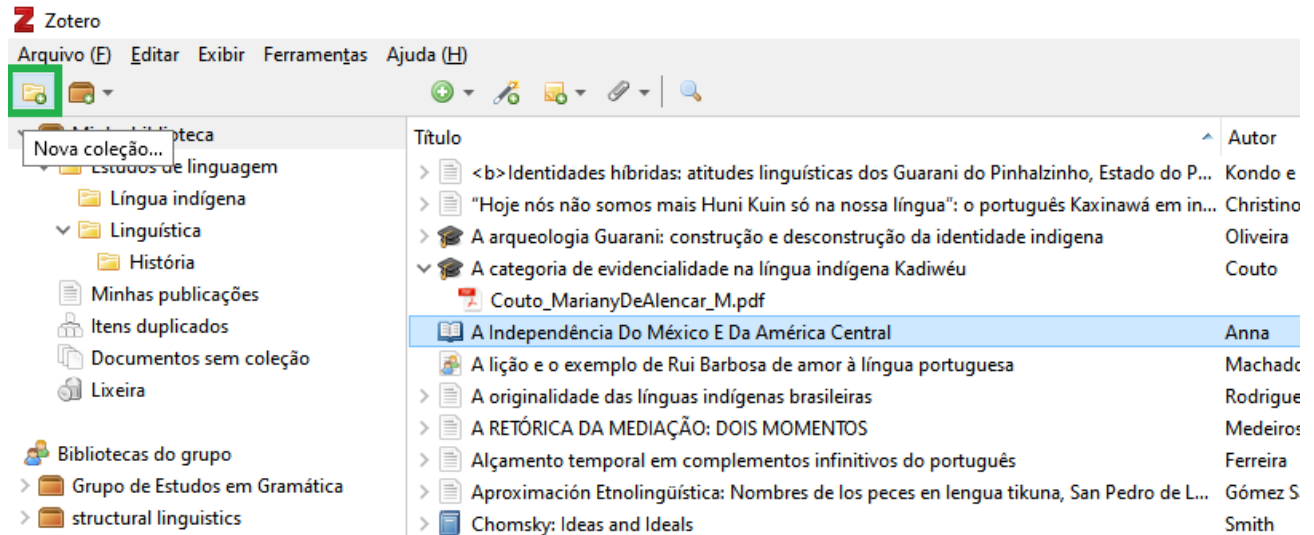 Zotero
Arquivo (F) Editar Exibir Ferramentas Ajuda (H)
Nova coleção...
Título Autor
Estudos de linguagem
Língua indígena
Linguística
História
Minhas publicações
Itens duplicados
Documentos sem coleção
Lixeira
Bibliotecas do grupo
Grupo de Estudos em Gramática
structural linguistics
<b>Identidades híbridas: atitudes linguísticas dos Guarani do Pinhalzinho, Estado do P... Kondo e
"Hoje nós não somos mais Huni Kuin só na nossa língua": o português Kaxinawá em in... Christino
A arqueologia Guarani: construção e desconstrução da identidade indigena Oliveira
A categoria de evidencialidade na língua indígena Kadiwéu Couto
Couto_MarianyDeAlencar_M.pdf
A Independência Do México E Da América Central Anna
A lição e o exemplo de Rui Barbosa de amor à língua portuguesa Machado
A originalidade das línguas indígenas brasileiras Rodrigue
A RETÓRICA DA MEDIAÇÃO: DOIS MOMENTOS Medeiros
Alçamento temporal em complementos infinitivos do português Ferreira
Aproximación Etnolingüística: Nombres de los peces en lengua tikuna, San Pedro de L... Gómez S
Chomsky: Ideas and Ideals Smith